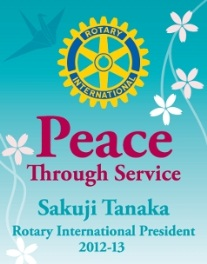 ROTARY
INTERNATIONAL
Peace
Through Service
Sakuji Tanaka
Rotary International President
2012-13